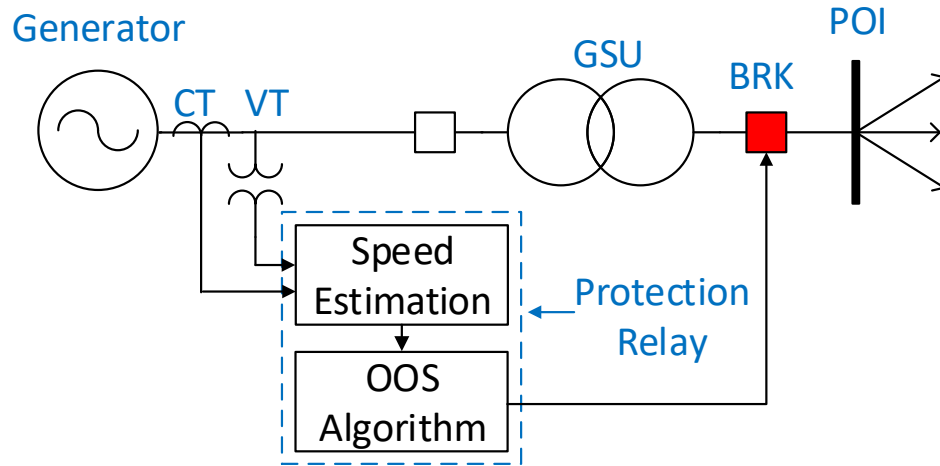 Generator
CT
VT
GSU
BRK
POI
Speed
Estimation
OOS
Algorithm
Protection
Relay